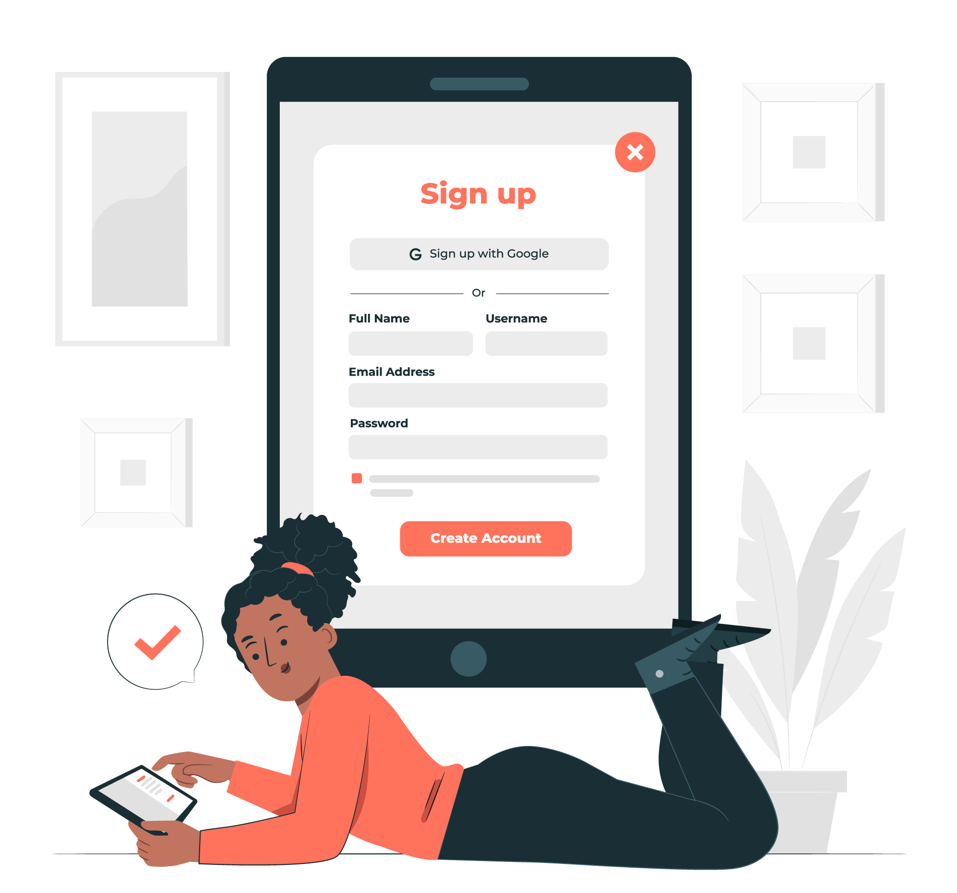 Sign up
G Sign up with Google
Or
Full Name Username
Email Address
Password
Create Account